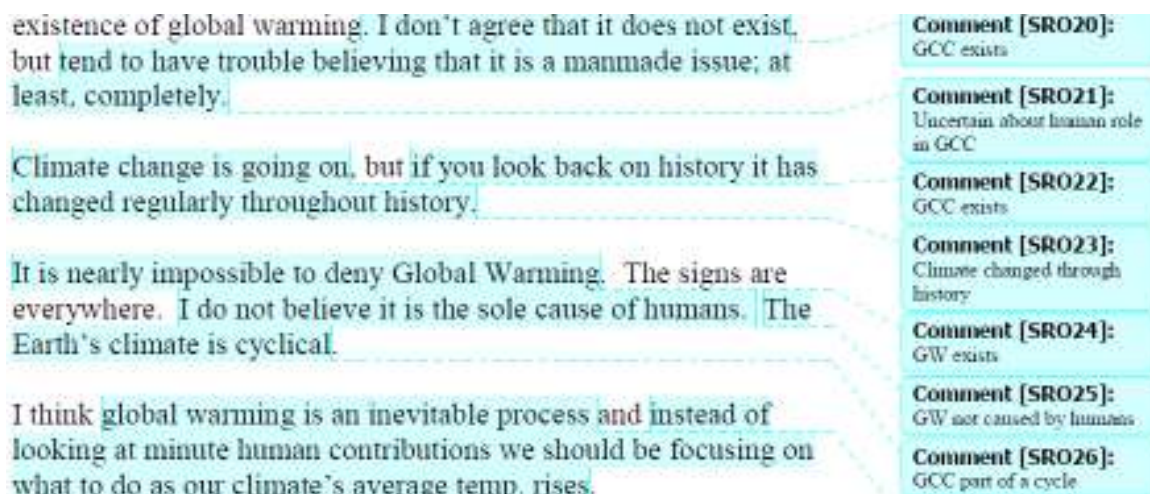 existence of global warming. I don't agree that it does not exist,
but tend to have trouble believing that it is a manmade issue; at
least, completely.
Climate change is going on, but if you look back on history it has
changed regularly throughout history.
It is nearly impossible to deny Global Warming.  The signs are
everywhere.  I do not believe it is the sole cause of humans.  The
Earth's climate is cyclical.
I think global warming is an inevitable process and instead of
looking at minute human contributions we should be focusing on
what to do as our climate's average temp. rises.
Comment [SRO20]:
GCC exists
Comment [SRO21]:
Uncertain about human role
in GCC
Comment [SRO22]:
GCC exists
Comment [SRO23]:
Climate changed through
history
Comment [SRO24]:
GW exists
Comment [SRO25]:
GW not caused by humans
Comment [SRO26]:
GCC part of a cycle